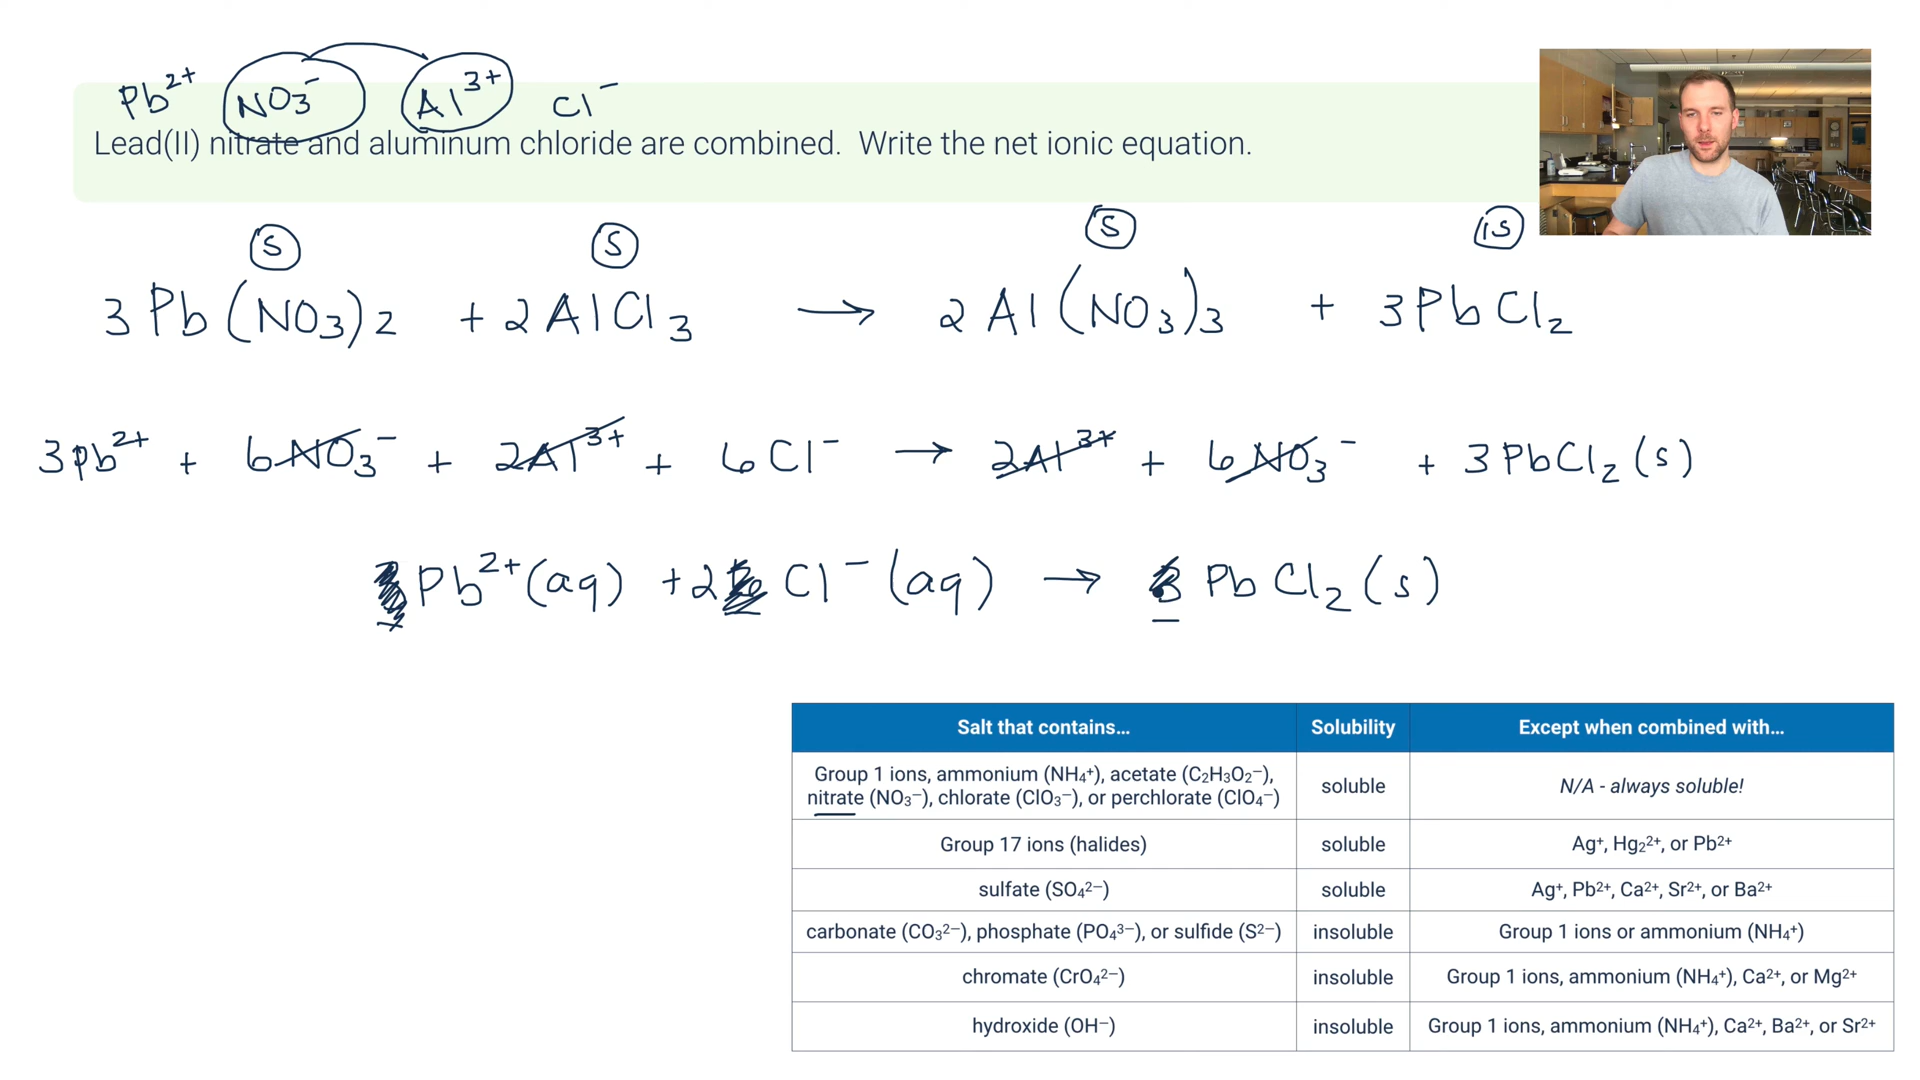 Pb²⁺ NO₃⁻ Al³⁺ Cl⁻
Lead(II) nitrate and aluminum chloride are combined. Write the net ionic equation.
S S S is
3Pb(NO₃)₂ + 2AlCl₃ → 2Al(NO₃)₃ + 3PbCl₂
3Pb²⁺ + 6NO₃⁻ + 2Al³⁺ + 6Cl⁻ → 2Al³⁺ + 6NO₃⁻ + 3PbCl₂(s)
Pb²⁺(aq) + 2Cl⁻(aq) → PbCl₂(s)
Salt that contains... Solubility Except when combined with...
Group 1 ions, ammonium (NH₄⁺), acetate (C₂H₃O₂⁻),
nitrate (NO₃⁻), chlorate (ClO₃⁻), or perchlorate (ClO₄⁻) soluble N/A - always soluble!
Group 17 ions (halides) soluble Ag⁺, Hg₂²⁺, or Pb²⁺
sulfate (SO₄²⁻) soluble Ag⁺, Pb²⁺, Ca²⁺, Sr²⁺, or Ba²⁺
carbonate (CO₃²⁻), phosphate (PO₄³⁻), or sulfide (S²⁻) insoluble Group 1 ions or ammonium (NH₄⁺)
chromate (CrO₄²⁻) insoluble Group 1 ions, ammonium (NH₄⁺), Ca²⁺, or Mg²⁺
hydroxide (OH⁻) insoluble Group 1 ions, ammonium (NH₄⁺), Ca²⁺, Ba²⁺, or Sr²⁺